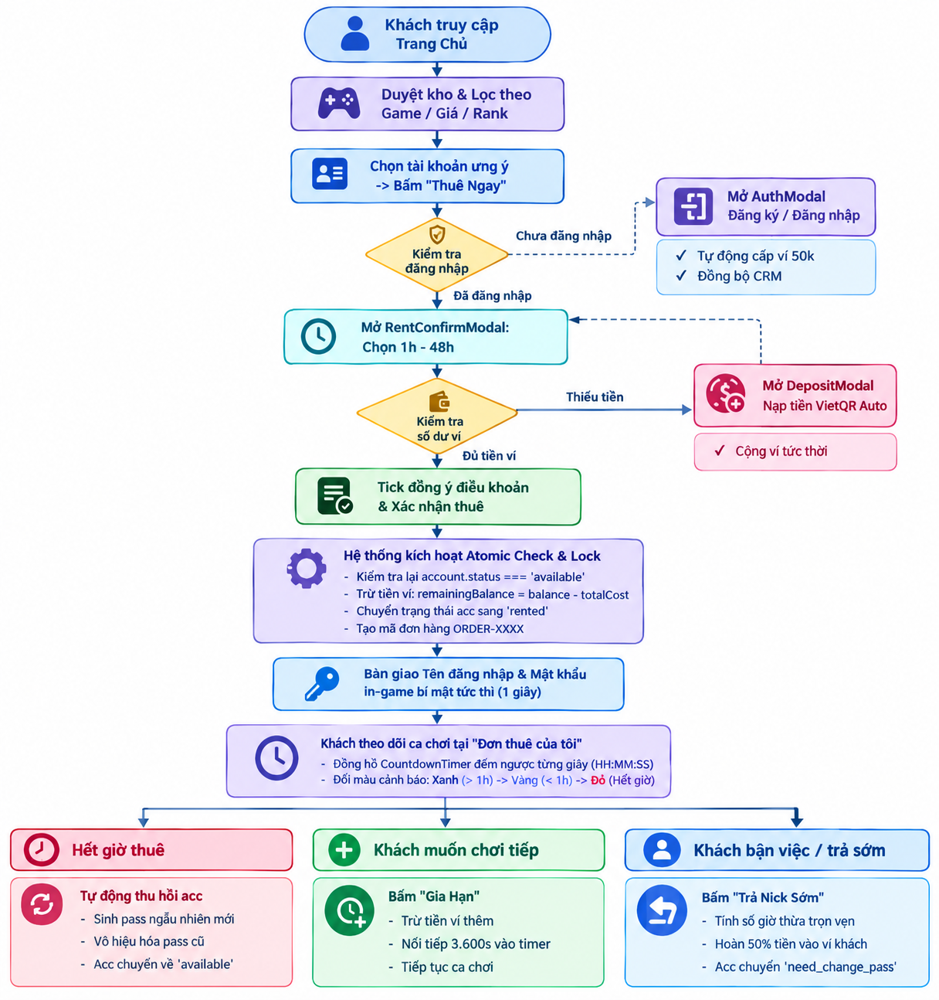 Khách truy cập
Trang Chủ
Duyệt kho & Lọc theo
Game / Giá / Rank
Chọn tài khoản ưng ý
-> Bấm "Thuê Ngay"
Kiểm tra
đăng nhập
Chưa đăng nhập
Mở AuthModal
Đăng ký / Đăng nhập
✓ Tự động cấp ví 50k
✓ Đồng bộ CRM
Đã đăng nhập
Mở RentConfirmModal:
Chọn 1h - 48h
Kiểm tra
số dư ví
Thiếu tiền
Mở DepositModal
Nạp tiền VietQR Auto
✓ Cộng ví tức thời
Đủ tiền ví
Tick đồng ý điều khoản
& Xác nhận thuê
Hệ thống kích hoạt Atomic Check & Lock
- Kiểm tra lại account.status === 'available'
- Trừ tiền ví: remainingBalance = balance - totalCost
- Chuyển trạng thái acc sang 'rented'
- Tạo mã đơn hàng ORDER-XXXX
Bàn giao Tên đăng nhập & Mật khẩu
in-game bí mật tức thì (1 giây)
Khách theo dõi ca chơi tại "Đơn thuê của tôi"
- Đồng hồ CountdownTimer đếm ngược từng giây (HH:MM:SS)
- Đổi màu cảnh báo: Xanh (> 1h) -> Vàng (< 1h) -> Đỏ (Hết giờ)
Hết giờ thuê
Tự động thu hồi acc
- Sinh pass ngẫu nhiên mới
- Vô hiệu hóa pass cũ
- Acc chuyển về 'available'
Khách muốn chơi tiếp
Bấm "Gia Hạn"
- Trừ tiền ví thêm
- Nối tiếp 3.600s vào timer
- Tiếp tục ca chơi
Khách bận việc / trả sớm
Bấm "Trả Nick Sớm"
- Tính số giờ thừa trọn vẹn
- Hoàn 50% tiền vào ví khách
- Acc chuyển 'need_change_pass'